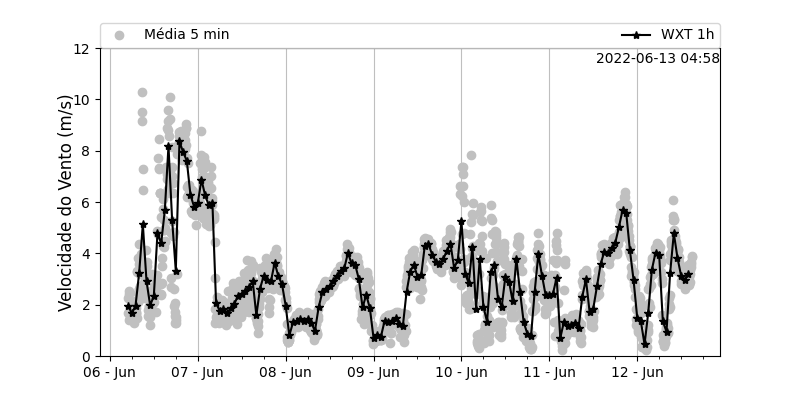 Média 5 min
WXT 1h
2022-06-13 04:58
Velocidade do Vento (m/s)
12
10
8
6
4
2
0
06 - Jun
07 - Jun
08 - Jun
09 - Jun
10 - Jun
11 - Jun
12 - Jun